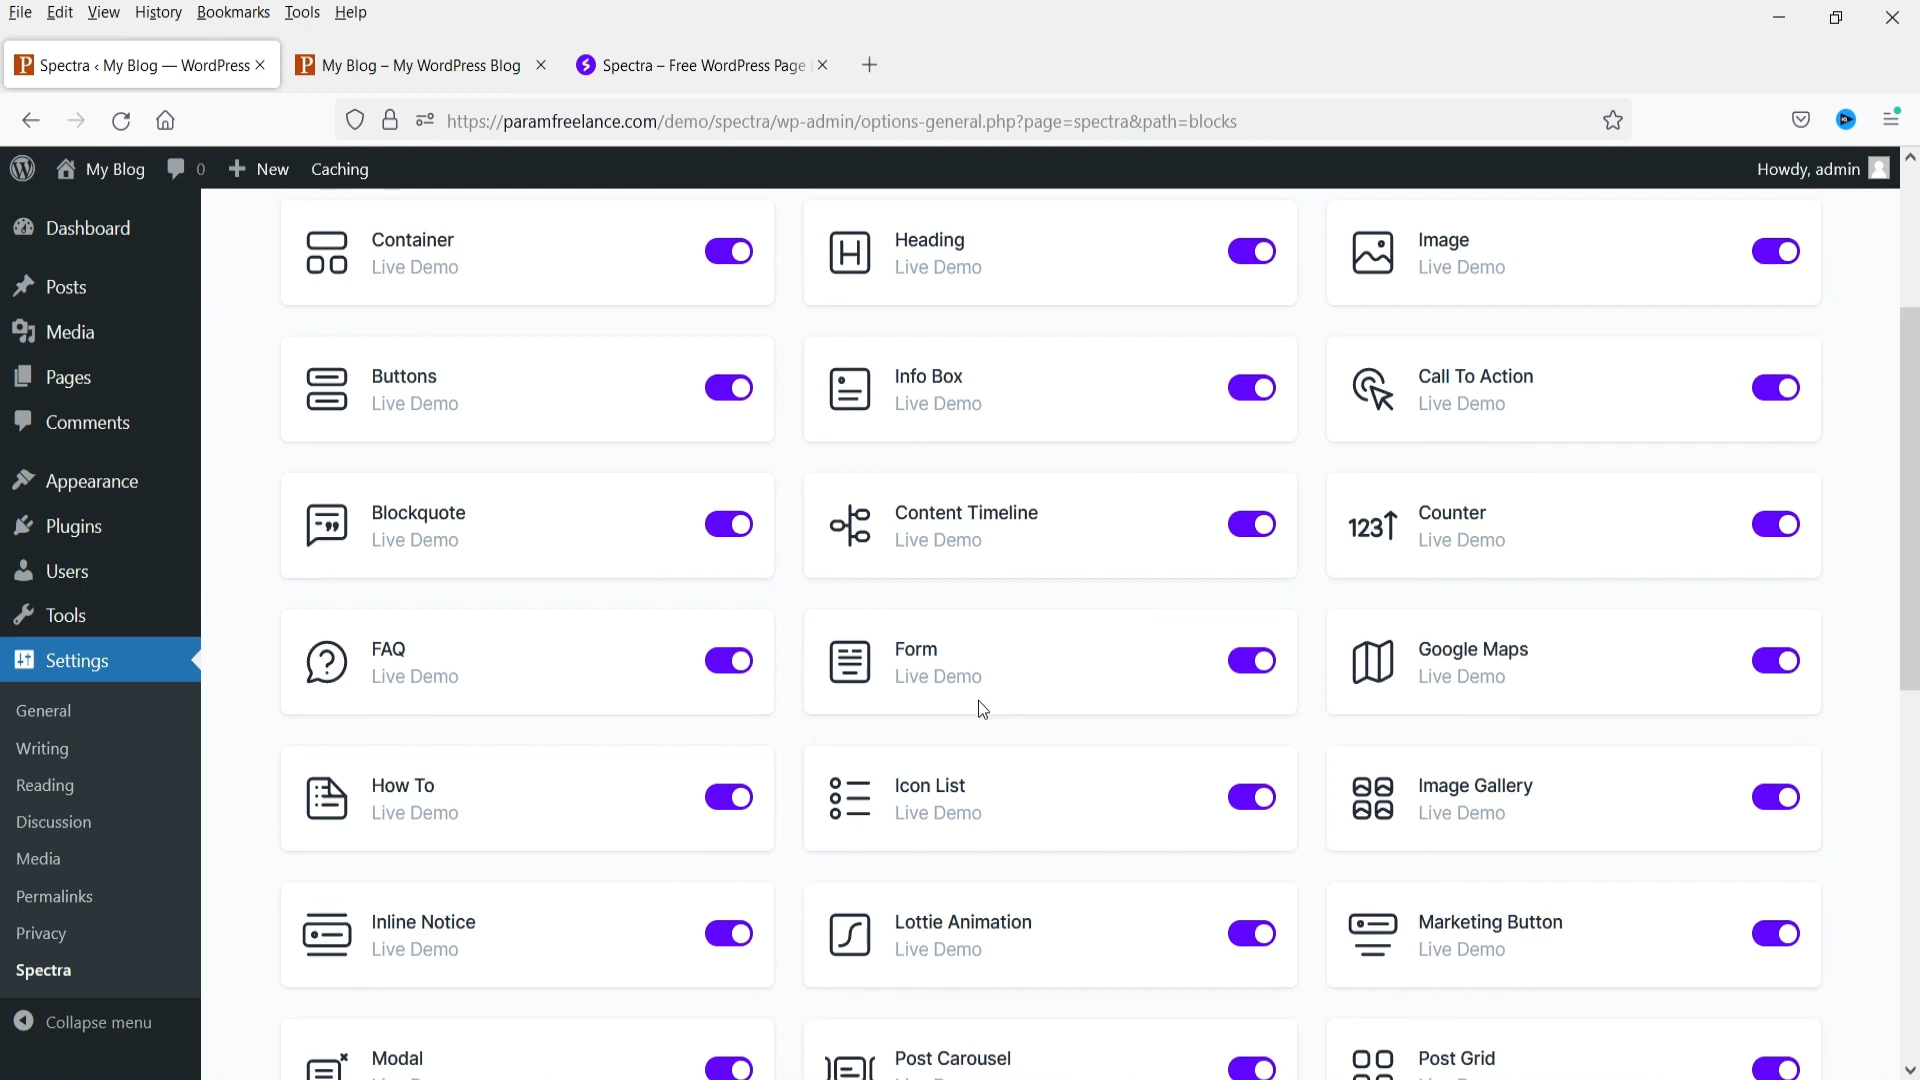 File Edit View History Bookmarks Tools Help
Spectra ‹ My Blog — WordPress
My Blog – My WordPress Blog
Spectra – Free WordPress Page
https://paramfreelance.com/demo/spectra/wp-admin/options-general.php?page=spectra&path=blocks
My Blog 0 New Caching Howdy, admin
Dashboard
Posts
Media
Pages
Comments
Appearance
Plugins
Users
Tools
Settings
General
Writing
Reading
Discussion
Media
Permalinks
Privacy
Spectra
Collapse menu
Container
Live Demo
Heading
Live Demo
Image
Live Demo
Buttons
Live Demo
Info Box
Live Demo
Call To Action
Live Demo
Blockquote
Live Demo
Content Timeline
Live Demo
123
Counter
Live Demo
FAQ
Live Demo
Form
Live Demo
Google Maps
Live Demo
How To
Live Demo
Icon List
Live Demo
Image Gallery
Live Demo
Inline Notice
Live Demo
Lottie Animation
Live Demo
Marketing Button
Live Demo
Modal
Post Carousel
Post Grid